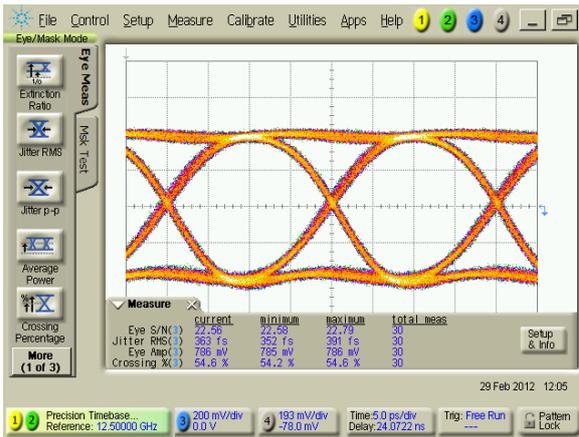 File Control Setup Measure Calibrate Utilities Apps Help 1 2 3 4
Eye/Mask Mode
Eye Meas
Msk Test
1/0
Extinction
Ratio
Jitter RMS
Jitter p-p
Average
Power
Crossing
Percentage
More
(1 of 3)
Measure
current minimum maximum total meas
Eye S/N(3) 22.56 22.58 22.79 30
Jitter RMS(3) 363 fs 352 fs 391 fs 30
Eye Amp(3) 786 mV 785 mV 786 mV 30
Crossing %(3) 54.6 % 54.2 % 54.6 % 30
Setup
& Info
29 Feb 2012 12:05
1 2 Precision Timebase...
Reference: 12.50000 GHz
3 200 mV/div
0.0 V
4 193 mV/div
-78.0 mV
Time:5.0 ps/div
Delay:24.0722 ns
Trig: Free Run
---
Pattern
Lock